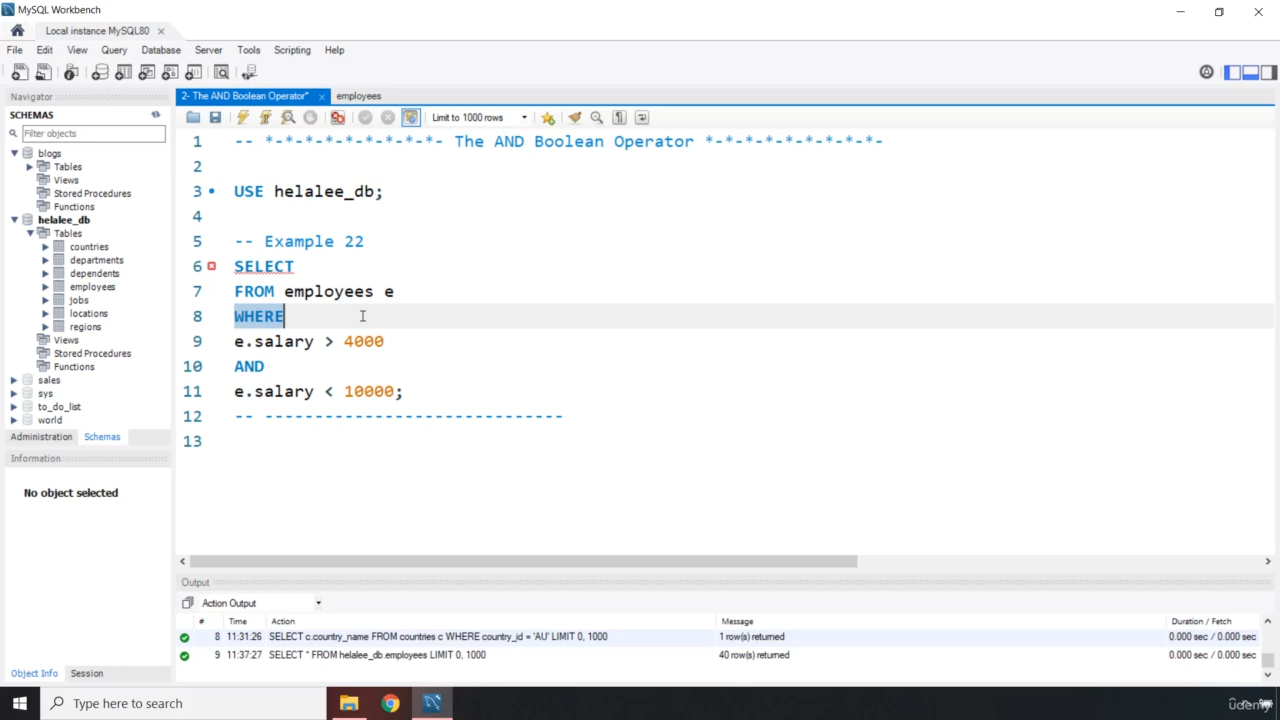 MySQL Workbench
Local instance MySQL80
File Edit View Query Database Server Tools Scripting Help
Navigator
SCHEMAS
Filter objects
blogs
Tables
Views
Stored Procedures
Functions
helalee_db
Tables
countries
departments
dependents
employees
jobs
locations
regions
Views
Stored Procedures
Functions
sales
sys
to_do_list
world
Administration Schemas
Information
No object selected
Object Info Session
2- The AND Boolean Operator* employees
Limit to 1000 rows
1 -- *-*-*-*-*-*-*-*- The AND Boolean Operator *-*-*-*-*-*-*-*-
2
3 USE helalee_db;
4
5 -- Example 22
6 SELECT
7 FROM employees e
8 WHERE
9 e.salary > 4000
10 AND
11 e.salary < 10000;
12 -- ------------------------------
13
Output
Action Output
# Time Action Message Duration / Fetch
8 11:31:26 SELECT c.country_name FROM countries c WHERE country_id = 'AU' LIMIT 0, 1000 1 row(s) returned 0.000 sec / 0.000 sec
9 11:37:27 SELECT * FROM helalee_db.employees LIMIT 0, 1000 40 row(s) returned 0.000 sec / 0.000 sec
Type here to search
udemy